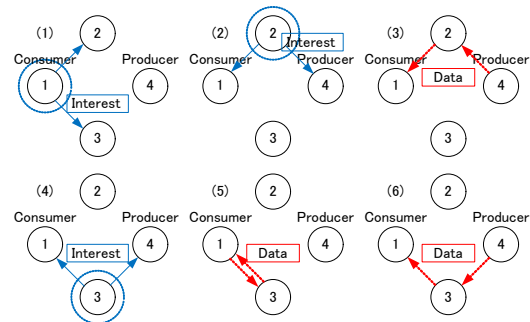 (1) 2 (2) 2 Interest (3) 2
Consumer Producer Consumer Producer Consumer Producer
1 4 1 4 1 Data 4
Interest
3 3 3
(4) 2 (5) 2 (6) 2
Consumer Producer Consumer Producer Consumer Producer
1 Interest 4 1 Data 4 1 Data 4
3 3 3